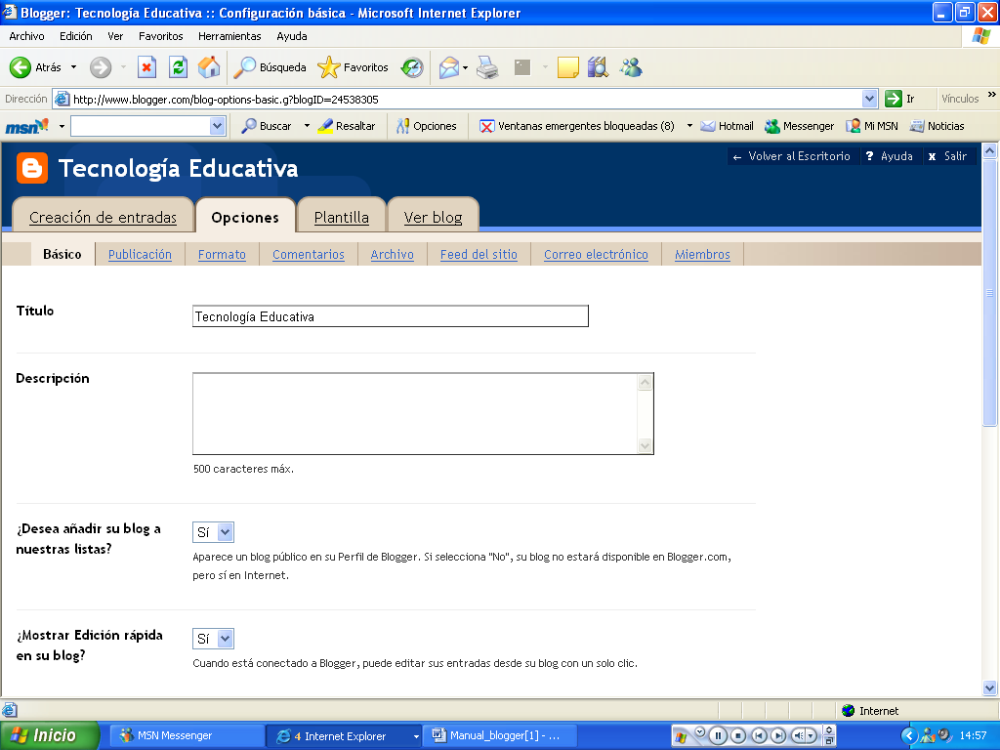 Blogger: Tecnología Educativa :: Configuración básica - Microsoft Internet Explorer
Archivo Edición Ver Favoritos Herramientas Ayuda
Atrás Búsqueda Favoritos
Dirección http://www.blogger.com/blog-options-basic.g?blogID=24538305 Ir Vínculos »
msn Buscar Resaltar Opciones Ventanas emergentes bloqueadas (8) Hotmail Messenger Mi MSN Noticias
Tecnología Educativa
← Volver al Escritorio ? Ayuda x Salir
Creación de entradas Opciones Plantilla Ver blog
Básico Publicación Formato Comentarios Archivo Feed del sitio Correo electrónico Miembros
Título
Tecnología Educativa
Descripción
500 caracteres máx.
¿Desea añadir su blog a
nuestras listas?
Sí
Aparece un blog público en su Perfil de Blogger. Si selecciona "No", su blog no estará disponible en Blogger.com,
pero sí en Internet.
¿Mostrar Edición rápida
en su blog?
Sí
Cuando está conectado a Blogger, puede editar sus entradas desde su blog con un solo clic.
Internet
Inicio MSN Messenger 4 Internet Explorer Manual_blogger[1] - ... 14:57